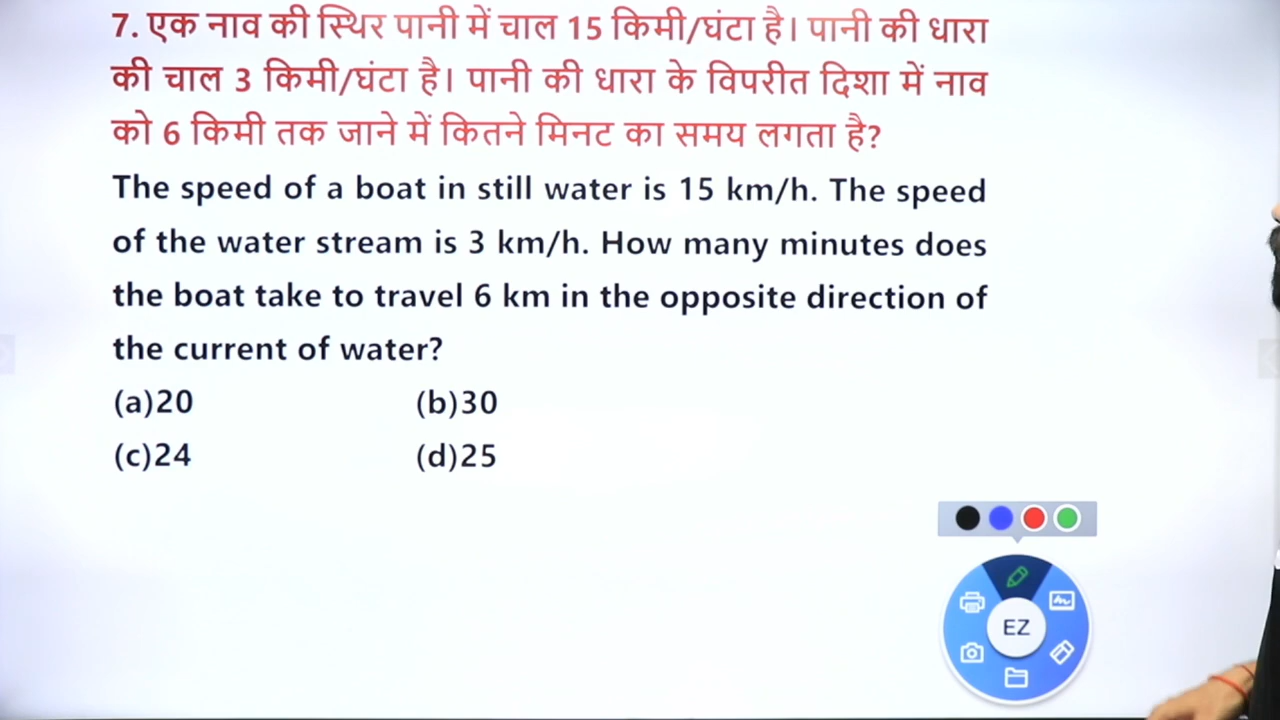 7. एक नाव की स्थिर पानी में चाल 15 किमी/घंटा है। पानी की धारा
की चाल 3 किमी/घंटा है। पानी की धारा के विपरीत दिशा में नाव
को 6 किमी तक जाने में कितने मिनट का समय लगता है?
The speed of a boat in still water is 15 km/h. The speed
of the water stream is 3 km/h. How many minutes does
the boat take to travel 6 km in the opposite direction of
the current of water?
(a)20 (b)30
(c)24 (d)25
EZ